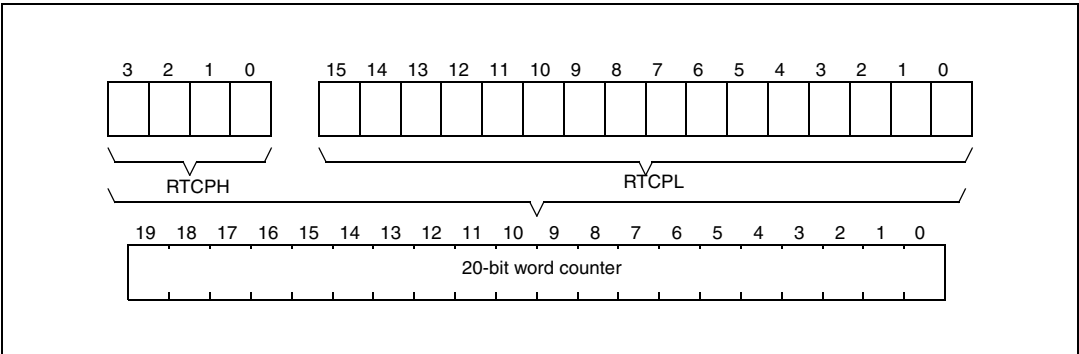 3 2 1 0 15 14 13 12 11 10 9 8 7 6 5 4 3 2 1 0
RTCPH RTCPL
19 18 17 16 15 14 13 12 11 10 9 8 7 6 5 4 3 2 1 0
20-bit word counter